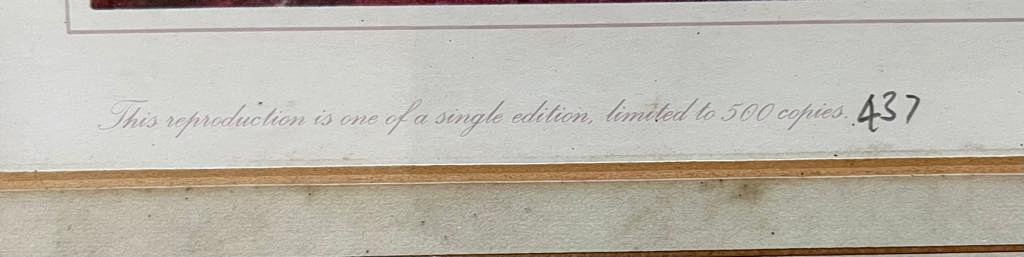 This reproduction is one of a single edition, limited to 500 copies. 437